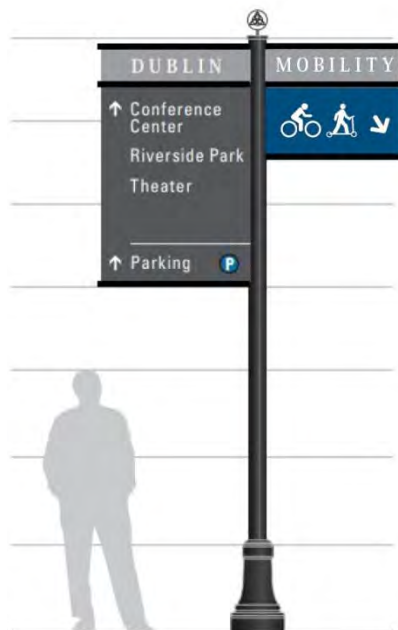 DUBLIN
↑ Conference
Center
Riverside Park
Theater
↑ Parking P
MOBILITY
↘